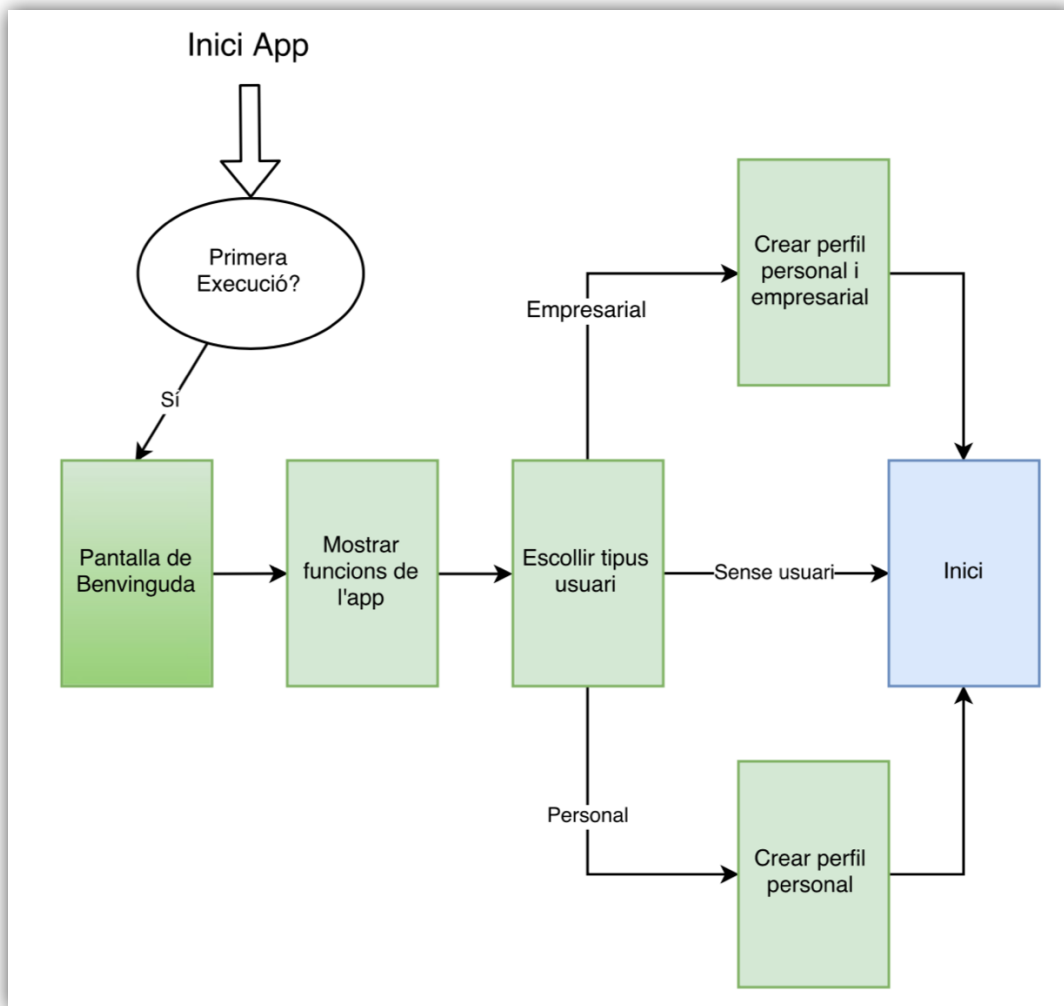 Inici App
Primera
Execució?
Sí
Pantalla de
Benvinguda
Mostrar
funcions de
l'app
Escollir tipus
usuari
Empresarial
Crear perfil
personal i
empresarial
Sense usuari
Inici
Personal
Crear perfil
personal